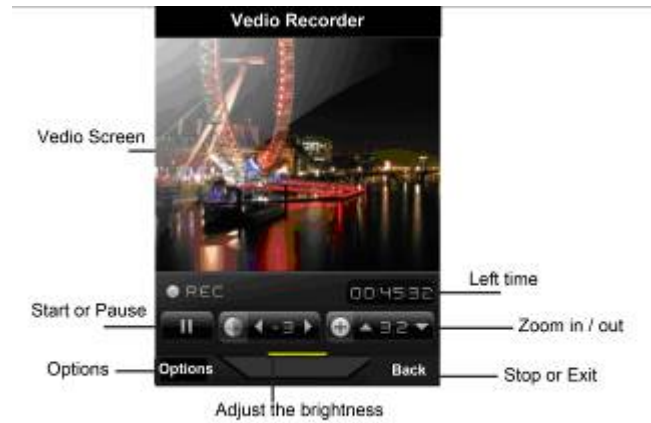 Vedio Recorder
Vedio Screen
REC
00:45:32
Left time
Start or Pause
-3
32
Zoom in / out
Options
Options
Back
Stop or Exit
Adjust the brightness